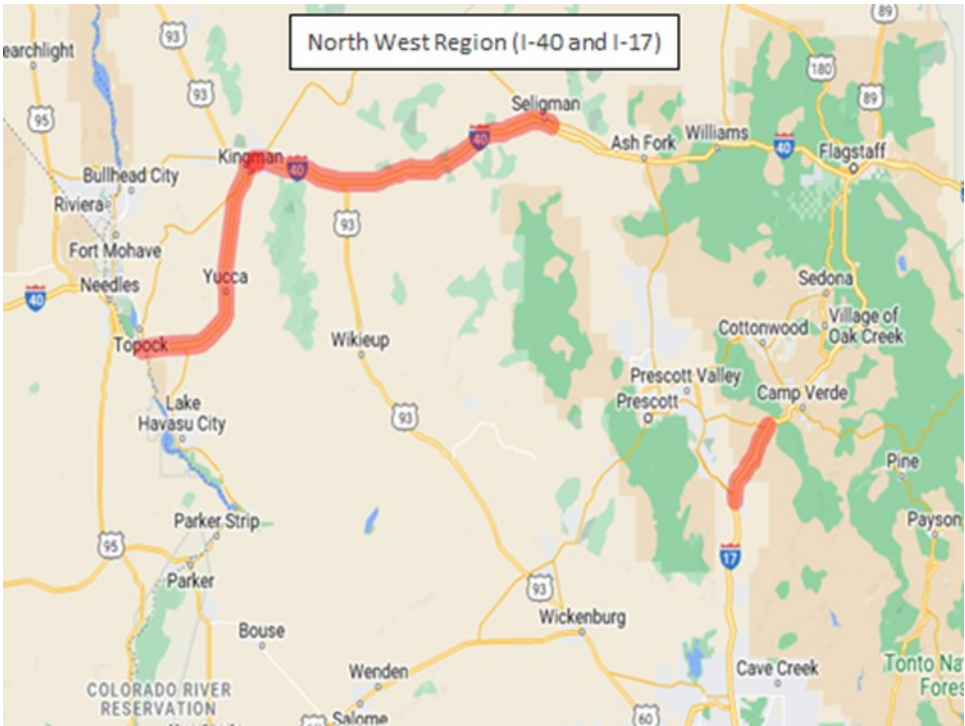 North West Region (I-40 and I-17)
89
earchlight
93
180
93
89
95
Seligman
40
Williams
Ash Fork
40
Flagstaff
Kingman
40
Bullhead City
Riviera
93
Fort Mohave
Yucca
Needles
40
Sedona
Village of
Oak Creek
Cottonwood
Topock
Wikieup
Prescott Valley
Camp Verde
Prescott
Lake
Havasu City
93
Pine
Parker Strip
Payson
95
17
Parker
93
Wickenburg
Bouse
Cave Creek
Tonto Na
Fores
Wenden
COLORADO RIVER
RESERVATION
Salome
60